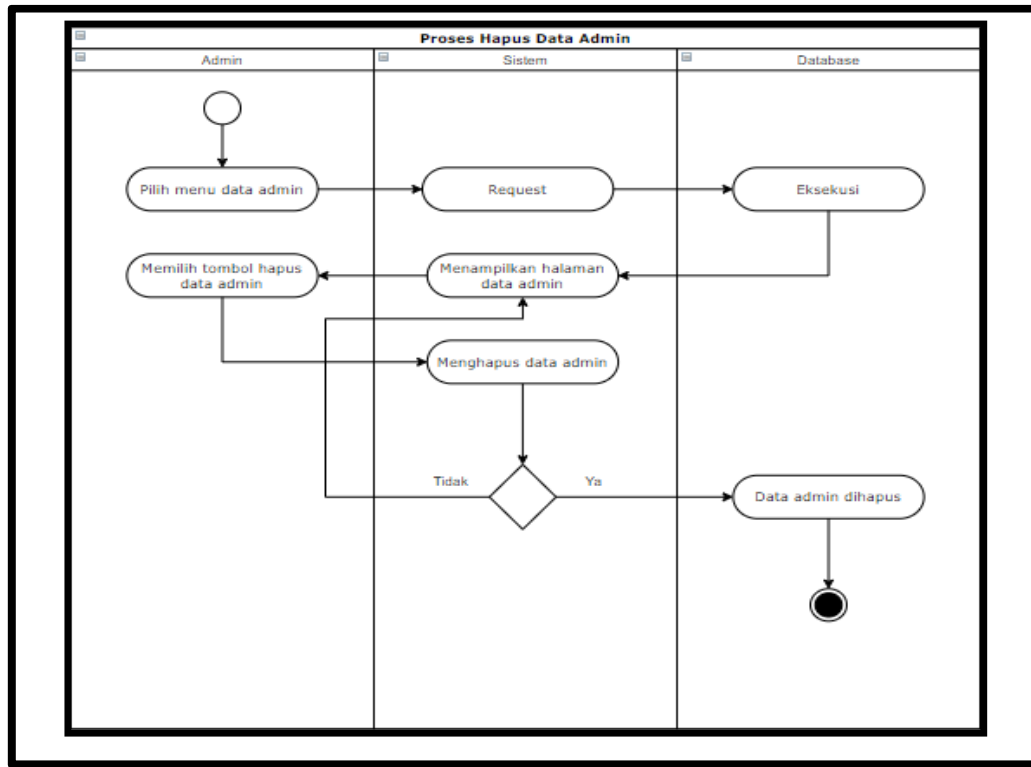 Proses Hapus Data Admin
Admin
Sistem
Database
Pilih menu data admin
Request
Eksekusi
Memilih tombol hapus
data admin
Menampilkan halaman
data admin
Menghapus data admin
Tidak
Ya
Data admin dihapus